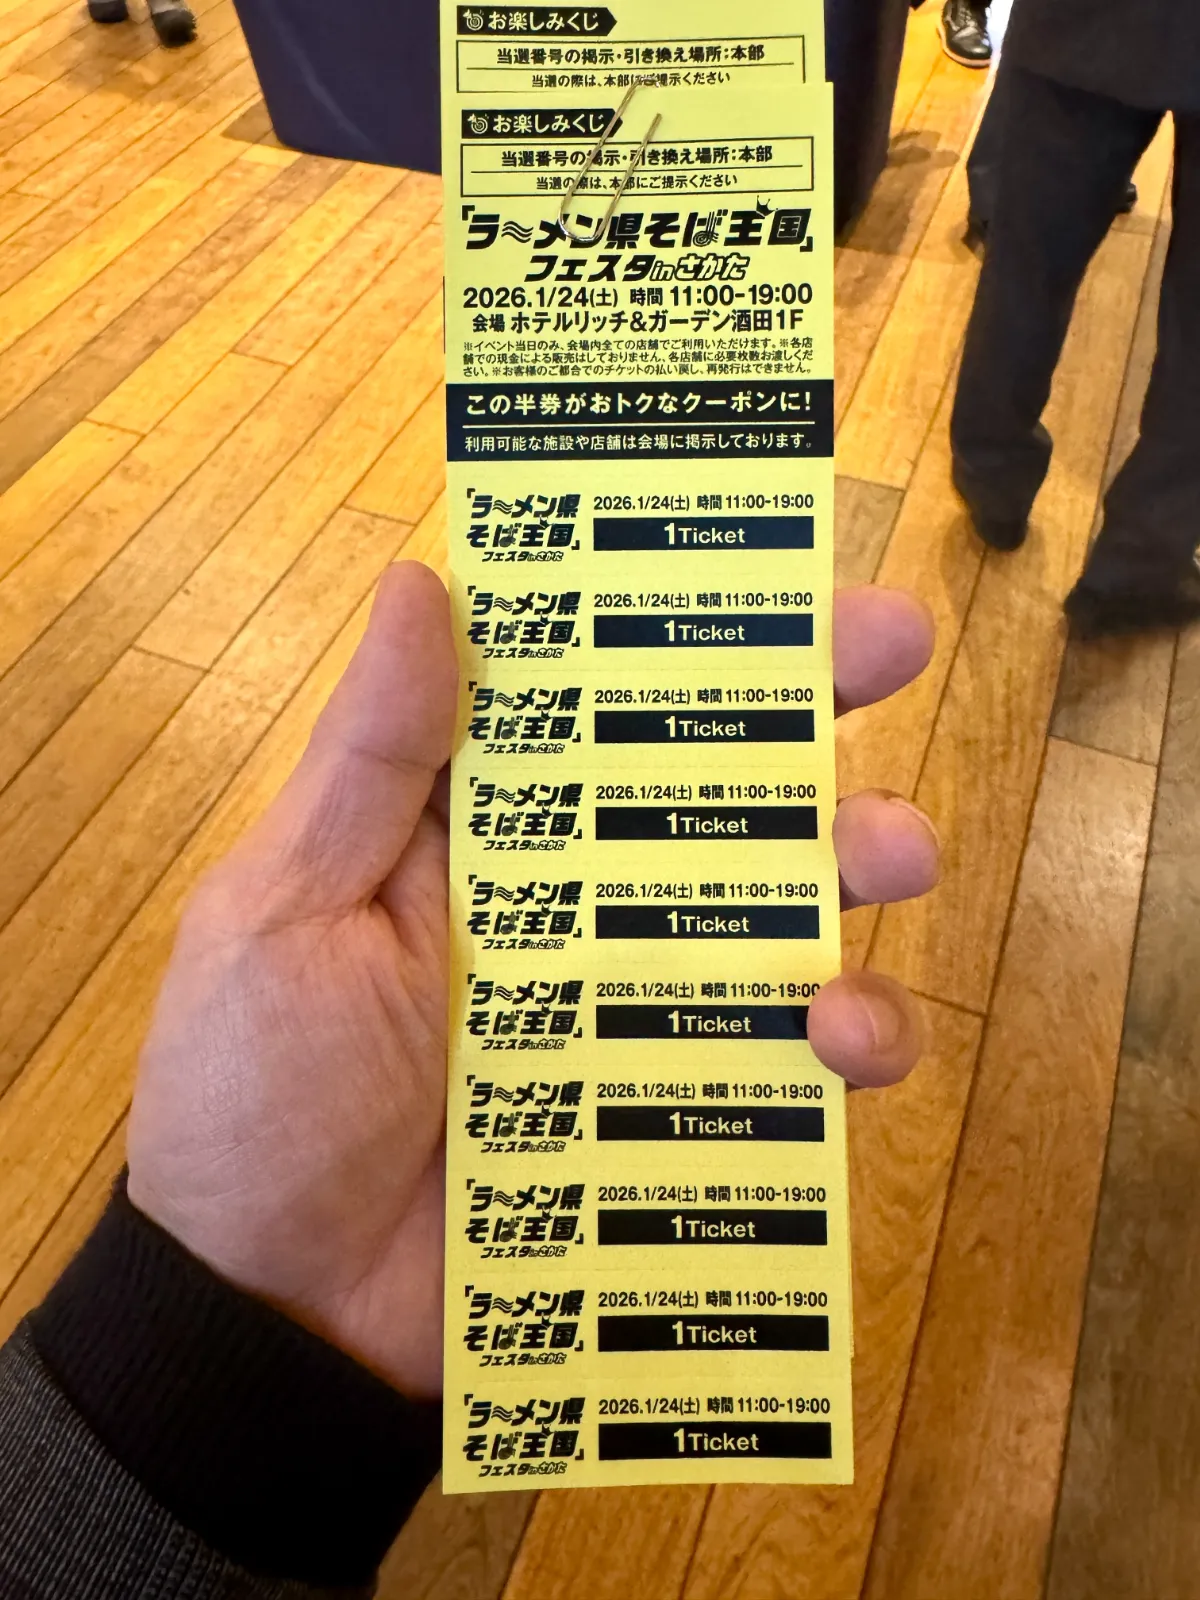 お楽しみくじ
当選番号の掲示・引き換え場所：本部
当選の際は、本部に提示ください
お楽しみくじ
当選番号の掲示・引き換え場所：本部
当選の際は、本部にご提示ください
「ラ〜メン県そば王国」
フェスタinさかた
2026.1/24(土) 時間 11:00-19:00
会場 ホテルリッチ&ガーデン酒田1F
※イベント当日のみ、会場内全ての店舗でご利用いただけます。※各店
舗での現金による販売はしておりません、各店舗に必要枚数お渡しくだ
さい。※お客様のご都合でのチケットの払い戻し、再発行はできません。
この半券がおトクなクーポンに!
利用可能な施設や店舗は会場に掲示しております。
「ラ〜メン県 2026.1/24(土) 時間 11:00-19:00
そば王国」 1Ticket
フェスタinさかた
「ラ〜メン県 2026.1/24(土) 時間 11:00-19:00
そば王国」 1Ticket
フェスタinさかた
「ラ〜メン県 2026.1/24(土) 時間 11:00-19:00
そば王国」 1Ticket
フェスタinさかた
「ラ〜メン県 2026.1/24(土) 時間 11:00-19:00
そば王国」 1Ticket
フェスタinさかた
「ラ〜メン県 2026.1/24(土) 時間 11:00-19:00
そば王国」 1Ticket
フェスタinさかた
「ラ〜メン県 2026.1/24(土) 時間 11:00-19:00
そば王国」 1Ticket
フェスタinさかた
「ラ〜メン県 2026.1/24(土) 時間 11:00-19:00
そば王国」 1Ticket
フェスタinさかた
「ラ〜メン県 2026.1/24(土) 時間 11:00-19:00
そば王国」 1Ticket
フェスタinさかた
「ラ〜メン県 2026.1/24(土) 時間 11:00-19:00
そば王国」 1Ticket
フェスタinさかた
「ラ〜メン県 2026.1/24(土) 時間 11:00-19:00
そば王国」 1Ticket
フェスタinさかた